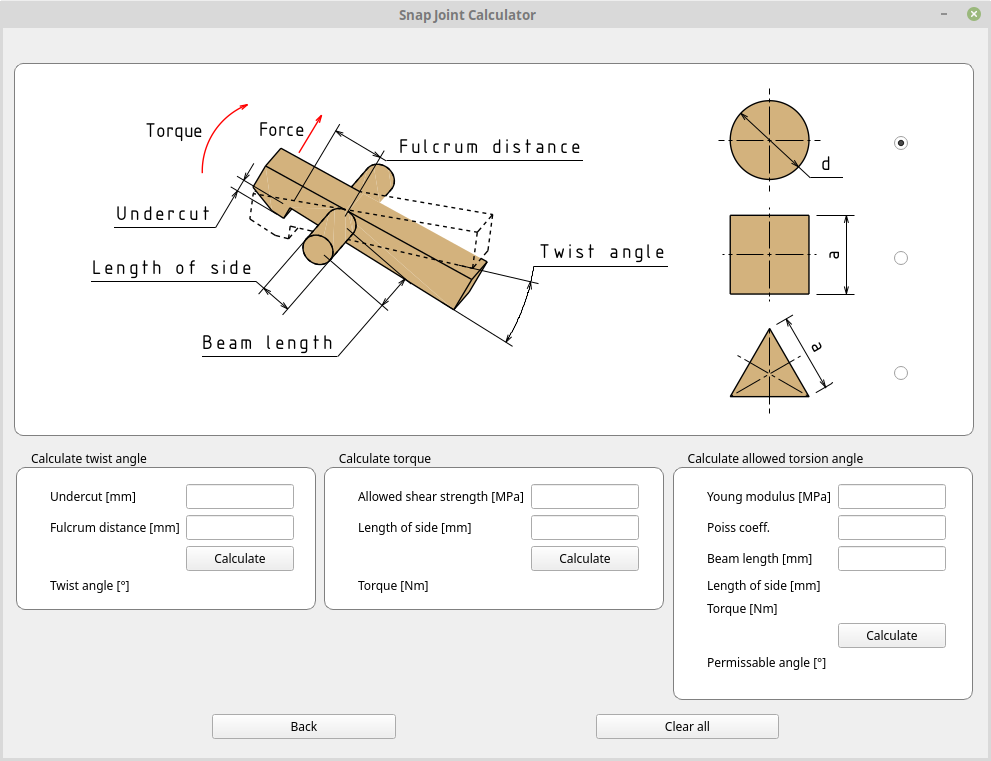 Snap Joint Calculator
Torque
Force
Fulcrum distance
Undercut
Length of side
Twist angle
Beam length
d
a
a
Calculate twist angle
Undercut [mm]
Fulcrum distance [mm]
Calculate
Twist angle [°]
Calculate torque
Allowed shear strength [MPa]
Length of side [mm]
Calculate
Torque [Nm]
Calculate allowed torsion angle
Young modulus [MPa]
Poiss coeff.
Beam length [mm]
Length of side [mm]
Torque [Nm]
Calculate
Permissable angle [°]
Back
Clear all